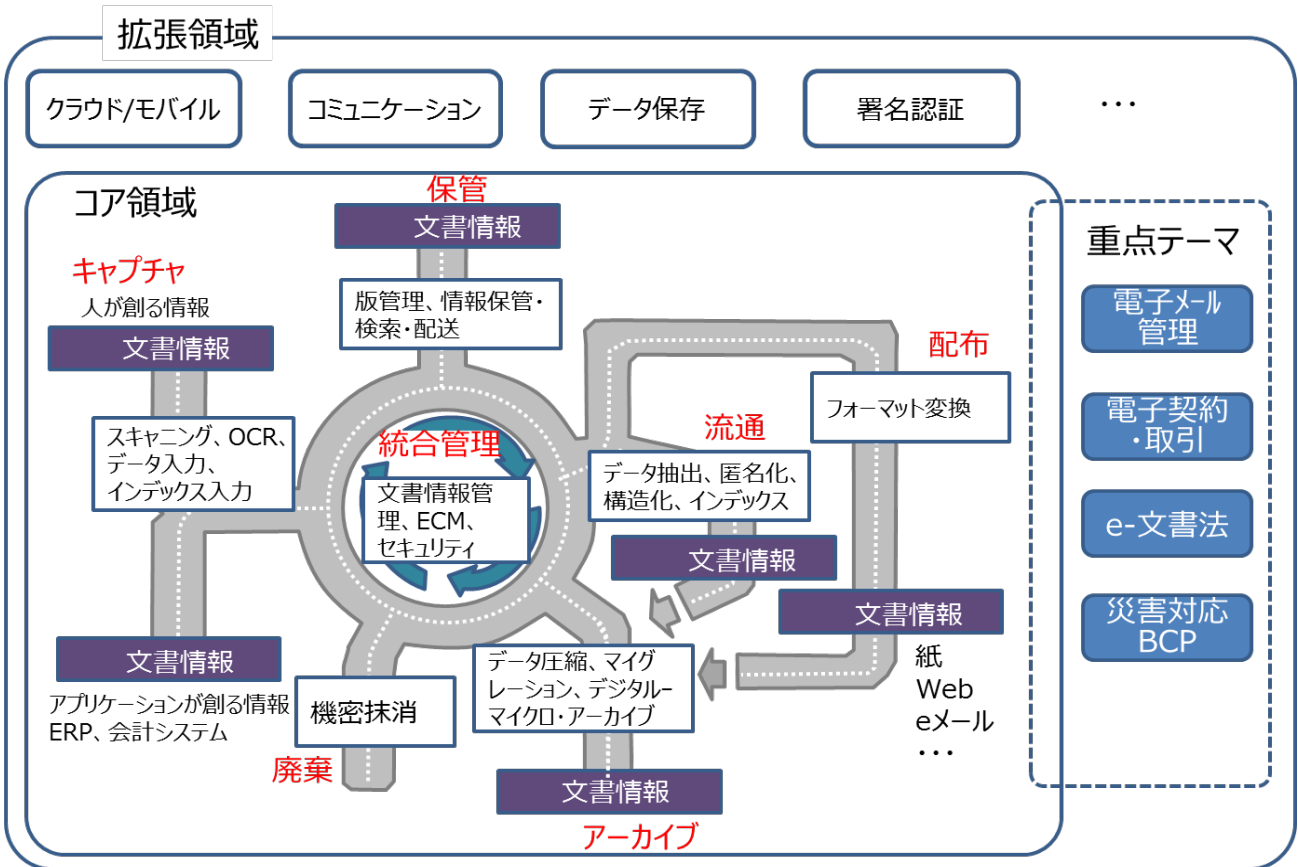 拡張領域
クラウド/モバイル
コミュニケーション
データ保存
署名認証
・・・
コア領域
保管
文書情報
版管理、情報保管・
検索・配送
キャプチャ
人が創る情報
文書情報
スキャニング、OCR、
データ入力、
インデックス入力
文書情報
アプリケーションが創る情報
ERP、会計システム
統合管理
文書情報管
理、ECM、
セキュリティ
流通
データ抽出、匿名化、
構造化、インデックス
文書情報
配布
フォーマット変換
文書情報
紙
Web
eメール
・・・
機密抹消
廃棄
データ圧縮、マイグ
レーション、デジタルー
マイクロ・アーカイブ
文書情報
アーカイブ
重点テーマ
電子メール
管理
電子契約
・取引
e-文書法
災害対応
BCP